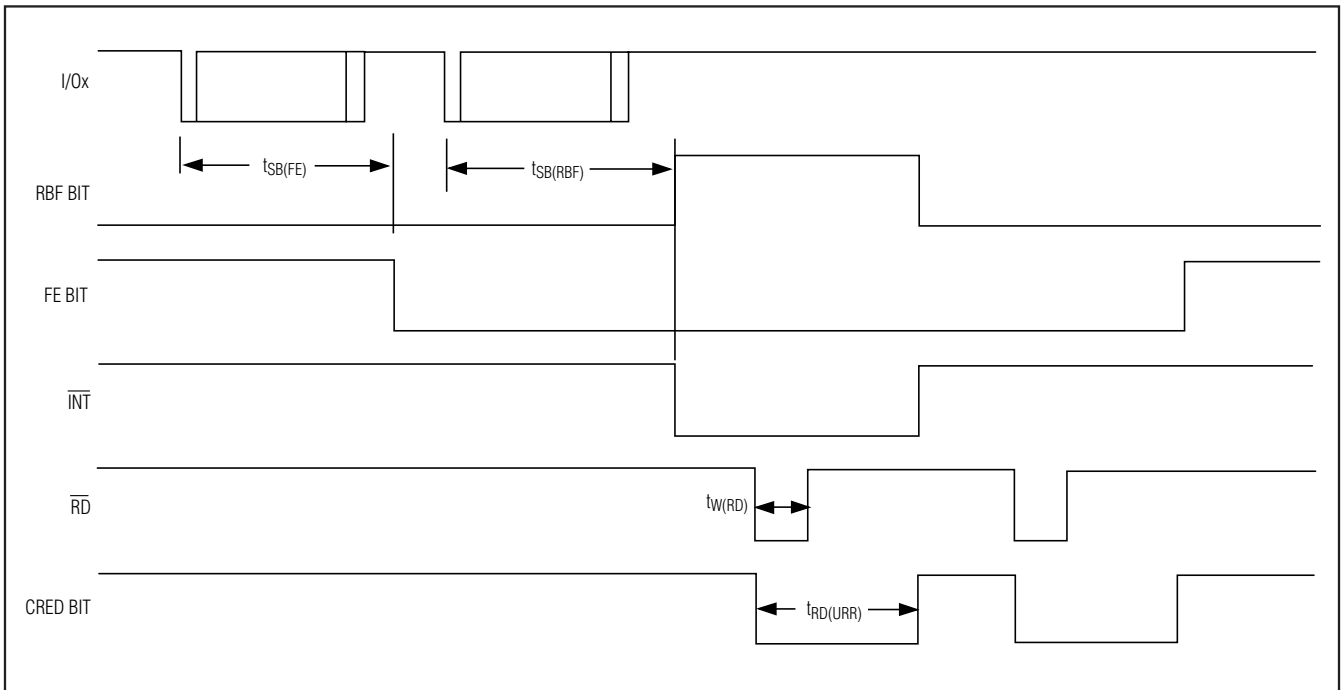 I/Ox
tSB(FE)
tSB(RBF)
RBF BIT
FE BIT
INT
RD
tW(RD)
CRED BIT
tRD(URR)